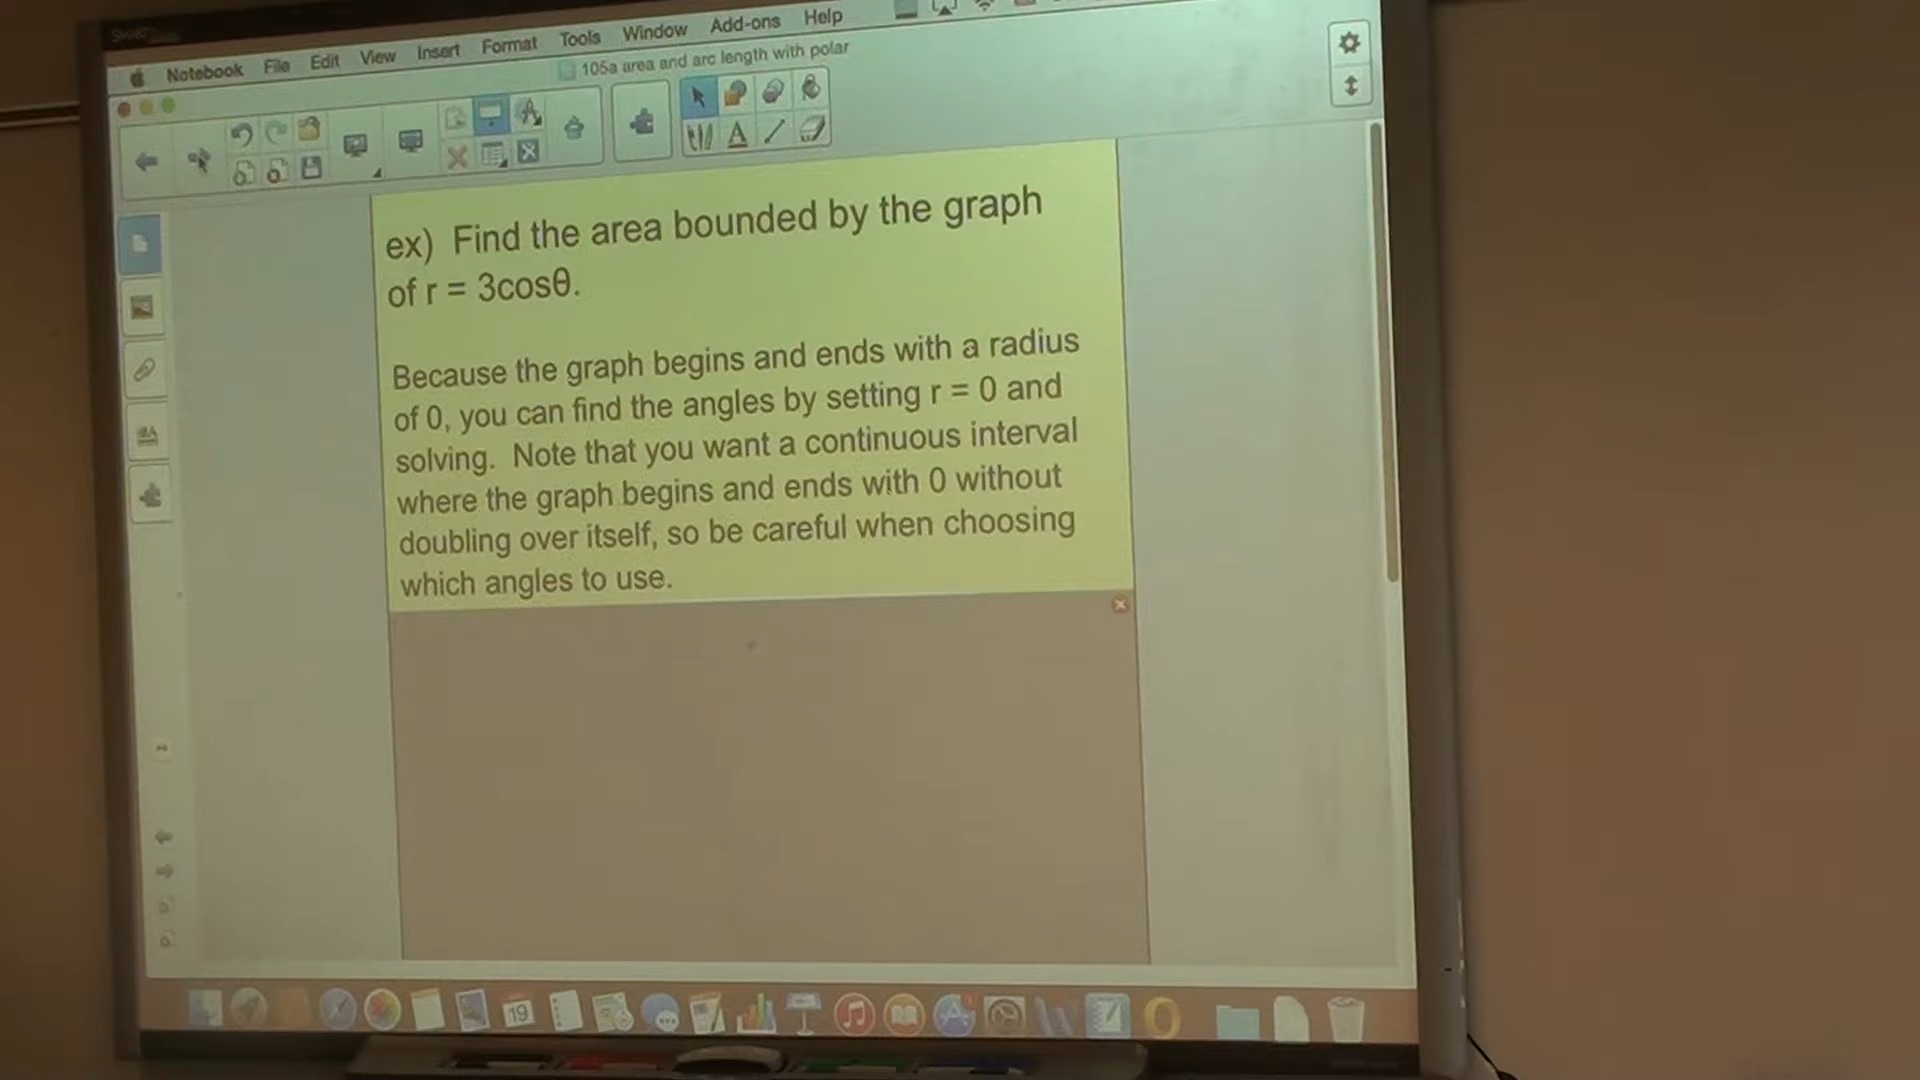 Notebook File Edit View Insert Format Tools Window Add-ons Help
105a area and arc length with polar
ex) Find the area bounded by the graph
of r = 3cosθ.
Because the graph begins and ends with a radius
of 0, you can find the angles by setting r = 0 and
solving. Note that you want a continuous interval
where the graph begins and ends with 0 without
doubling over itself, so be careful when choosing
which angles to use.
19